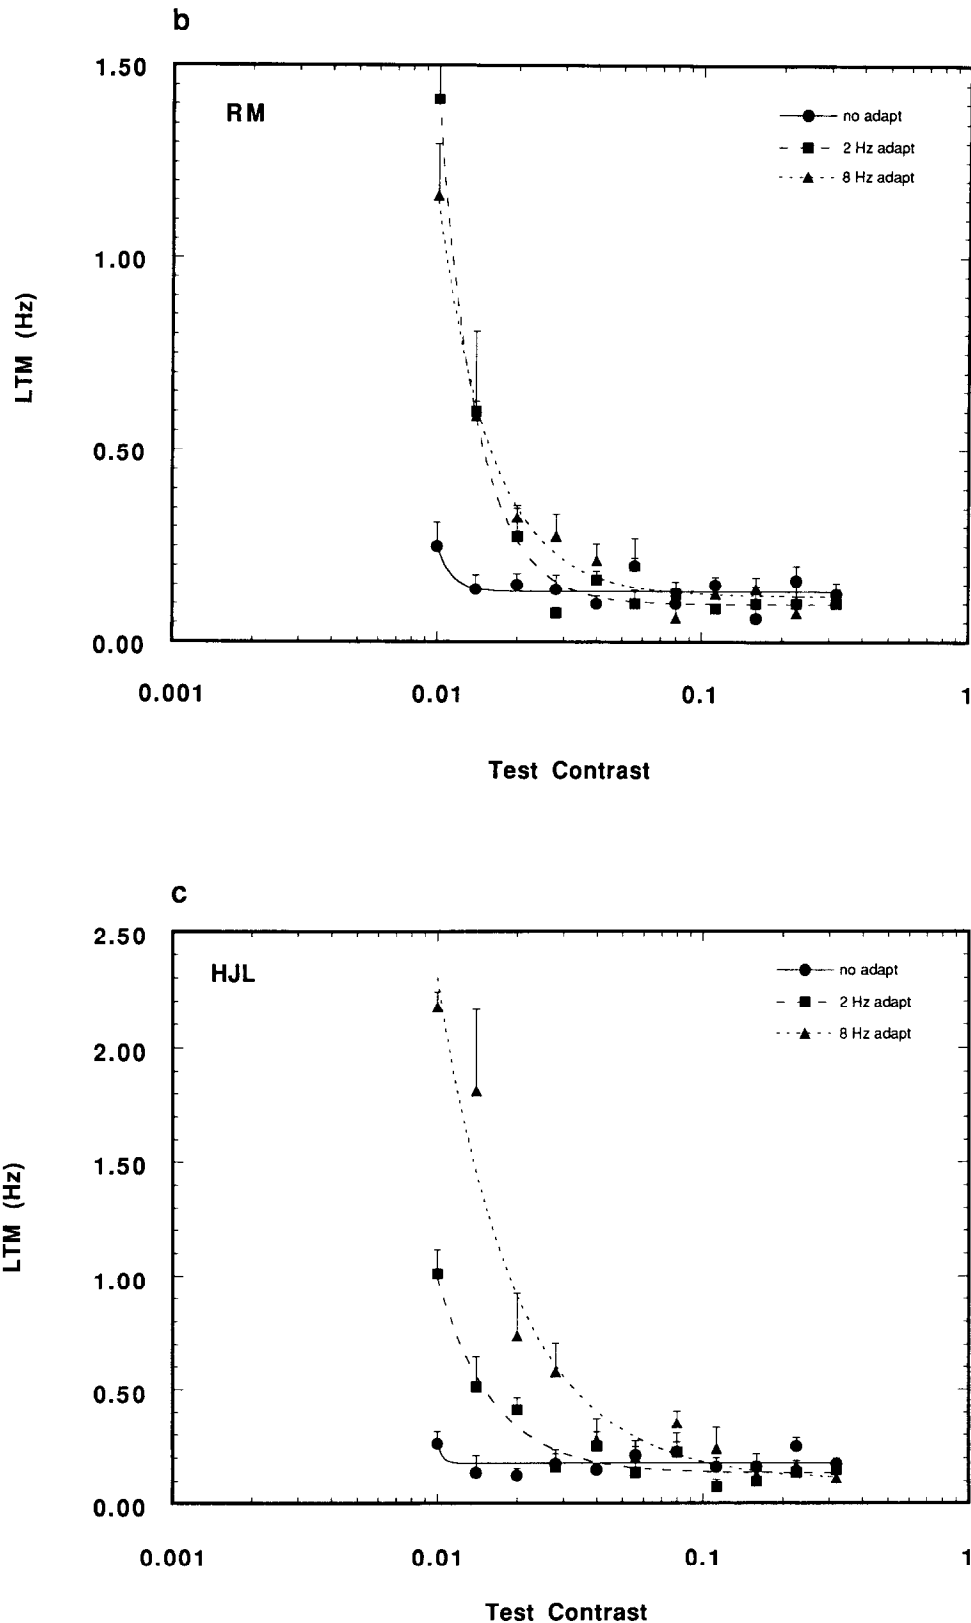 b
1.50
RM
no adapt
2 Hz adapt
8 Hz adapt
1.00
LTM (Hz)
0.50
0.00
0.001 0.01 0.1 1
Test Contrast
c
2.50
HJL
no adapt
2 Hz adapt
8 Hz adapt
2.00
1.50
LTM (Hz)
1.00
0.50
0.00
0.001 0.01 0.1 1
Test Contrast